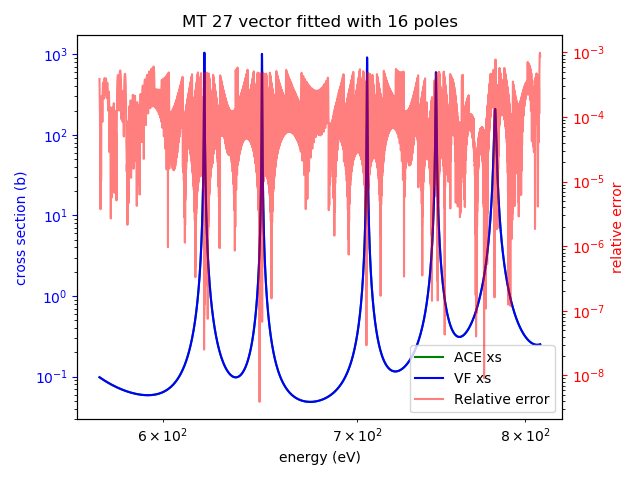 MT 27 vector fitted with 16 poles
10³
10²
10¹
10⁰
10⁻¹
cross section (b)
10⁻³
10⁻⁴
10⁻⁵
10⁻⁶
10⁻⁷
10⁻⁸
relative error
ACE xs
VF xs
Relative error
6 × 10²
7 × 10²
8 × 10²
energy (eV)